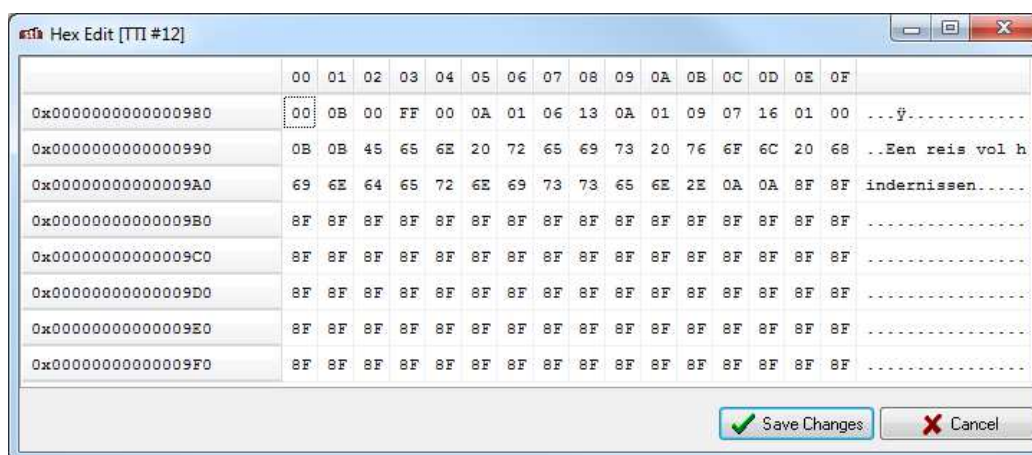 Hex Edit [TTI #12]
00 01 02 03 04 05 06 07 08 09 0A 0B 0C 0D 0E 0F
0x0000000000000980 00 0B 00 FF 00 0A 01 06 13 0A 01 09 07 16 01 00 ...ÿ............
0x0000000000000990 0B 0B 45 65 6E 20 72 65 69 73 20 76 6F 6C 20 68 ..Een reis vol h
0x00000000000009A0 69 6E 64 65 72 6E 69 73 73 65 6E 2E 0A 0A 8F 8F indernissen.....
0x00000000000009B0 8F 8F 8F 8F 8F 8F 8F 8F 8F 8F 8F 8F 8F 8F 8F 8F ................
0x00000000000009C0 8F 8F 8F 8F 8F 8F 8F 8F 8F 8F 8F 8F 8F 8F 8F 8F ................
0x00000000000009D0 8F 8F 8F 8F 8F 8F 8F 8F 8F 8F 8F 8F 8F 8F 8F 8F ................
0x00000000000009E0 8F 8F 8F 8F 8F 8F 8F 8F 8F 8F 8F 8F 8F 8F 8F 8F ................
0x00000000000009F0 8F 8F 8F 8F 8F 8F 8F 8F 8F 8F 8F 8F 8F 8F 8F 8F ................
Save Changes Cancel